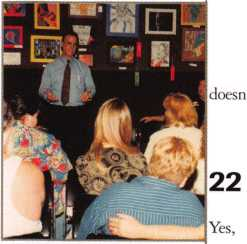 doesn
22
Yes,